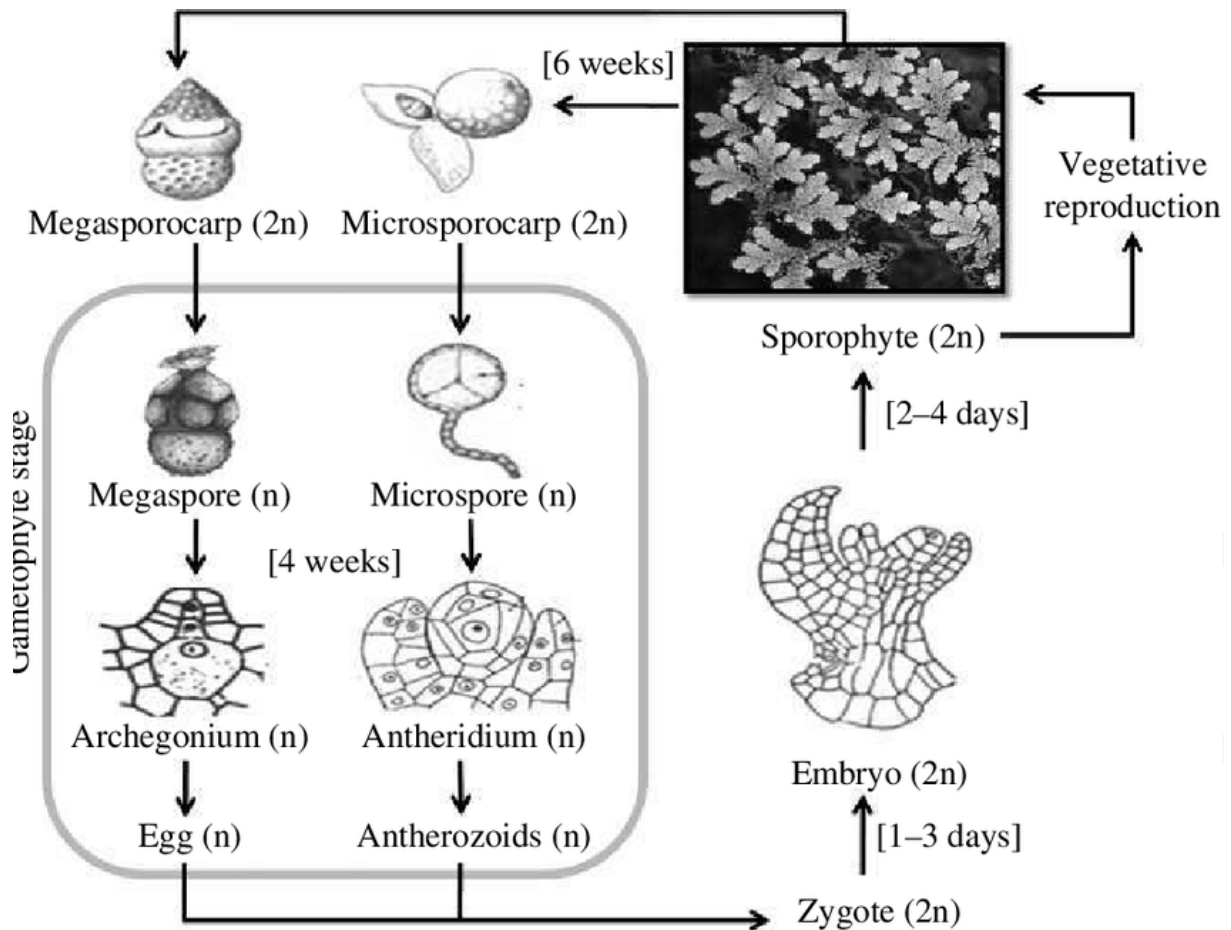 [6 weeks]
Megasporocarp (2n)
Microsporocarp (2n)
Vegetative
reproduction
Sporophyte (2n)
[2–4 days]
Gametophyte stage
Megaspore (n)
Microspore (n)
[4 weeks]
Archegonium (n)
Antheridium (n)
Embryo (2n)
Egg (n)
Antherozoids (n)
[1–3 days]
Zygote (2n)